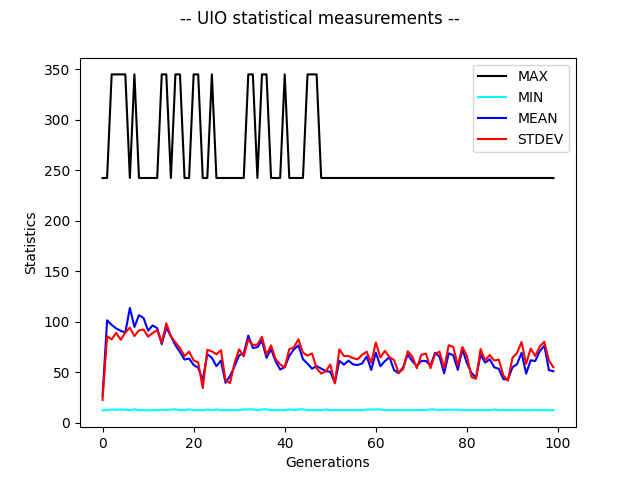 -- UIO statistical measurements --
350
300
250
200
150
100
50
0
Statistics
MAX
MIN
MEAN
STDEV
0 20 40 60 80 100
Generations